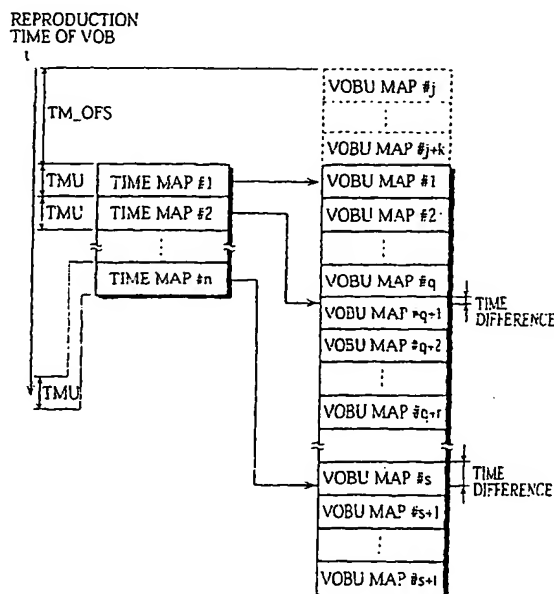 REPRODUCTION
TIME OF VOB
t
TM_OFS
TMU
TMU
TMU
TIME MAP #1
TIME MAP #2
TIME MAP #n
VOBU MAP #j
VOBU MAP #j+k
VOBU MAP #1
VOBU MAP #2
VOBU MAP #q
VOBU MAP #q+1
VOBU MAP #q+2
VOBU MAP #q+r
VOBU MAP #s
VOBU MAP #s+1
VOBU MAP #s+t
TIME
DIFFERENCE
TIME
DIFFERENCE